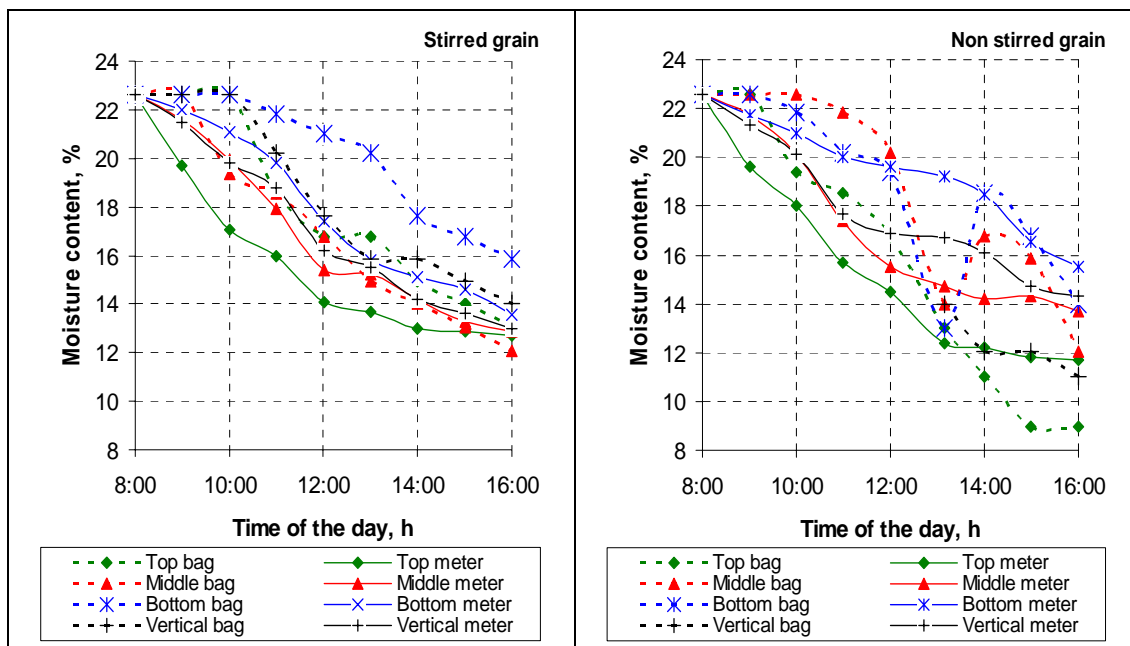 Stirred grain
24
22
20
18
16
14
12
10
8
Moisture content, %
8:00 10:00 12:00 14:00 16:00
Time of the day, h
Top bag Top meter
Middle bag Middle meter
Bottom bag Bottom meter
Vertical bag Vertical meter
Non stirred grain
24
22
20
18
16
14
12
10
8
Moisture content, %
8:00 10:00 12:00 14:00 16:00
Time of the day, h
Top bag Top meter
Middle bag Middle meter
Bottom bag Bottom meter
Vertical bag Vertical meter